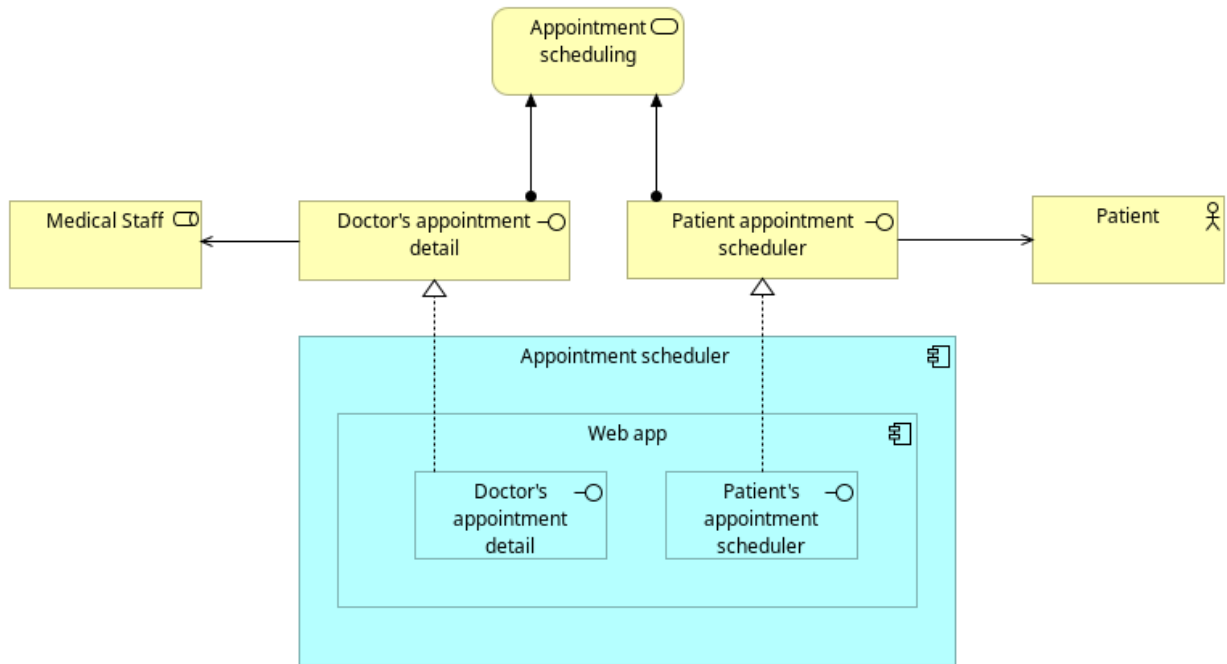 Appointment
scheduling
Medical Staff
Doctor's appointment
detail
Patient appointment
scheduler
Patient
Appointment scheduler
Web app
Doctor's
appointment
detail
Patient's
appointment
scheduler